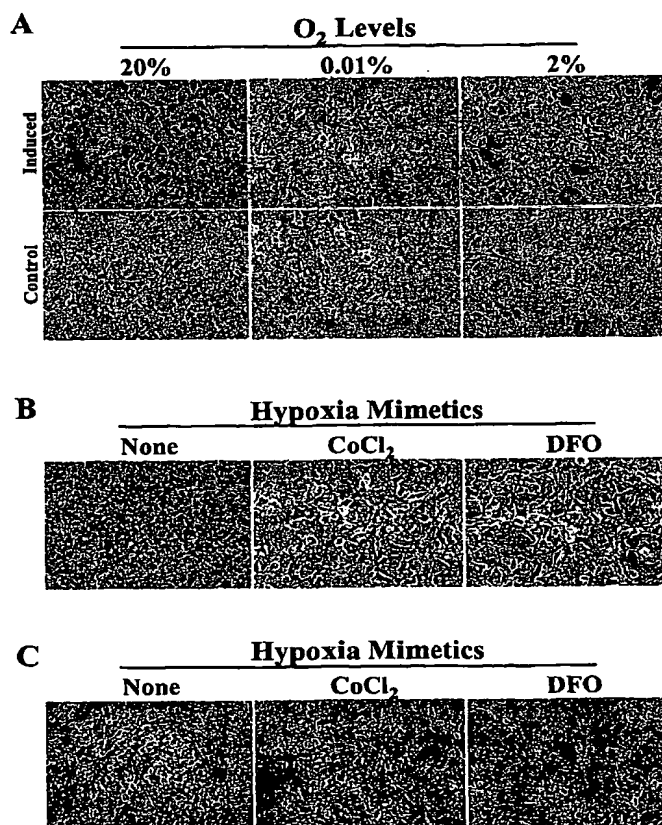 A
O₂ Levels
20% 0.01% 2%
Induced
Control
B
Hypoxia Mimetics
None CoCl₂ DFO
C
Hypoxia Mimetics
None CoCl₂ DFO